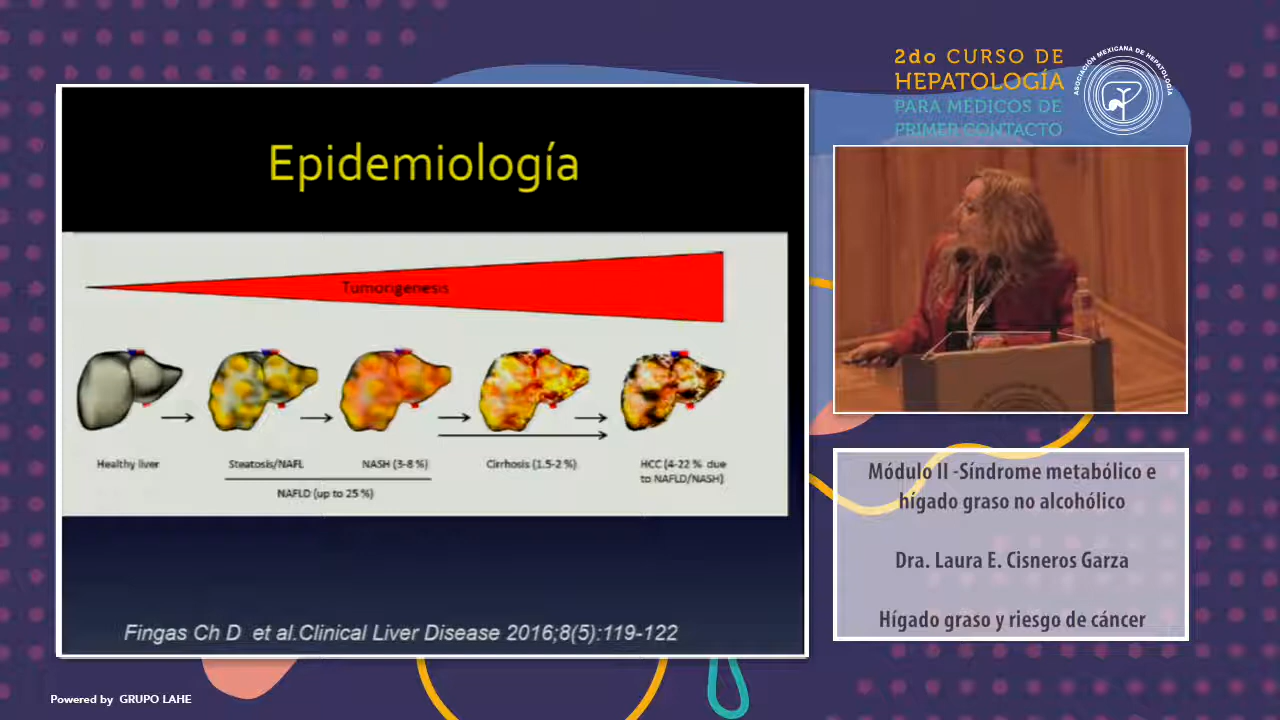 2do CURSO DE
HEPATOLOGÍA
PARA MÉDICOS DE
PRIMER CONTACTO
ASOCIACIÓN MEXICANA DE HEPATOLOGÍA
Epidemiología
Tumorigenesis
Healthy liver
Steatosis/NAFL
NASH (3-8 %)
Cirrhosis (1.5-2 %)
HCC (4-22 % due
to NAFLD/NASH)
NAFLD (up to 25 %)
Fingas Ch D et al.Clinical Liver Disease 2016;8(5):119-122
Módulo II -Síndrome metabólico e
hígado graso no alcohólico
Dra. Laura E. Cisneros Garza
Hígado graso y riesgo de cáncer
Powered by GRUPO LAHE